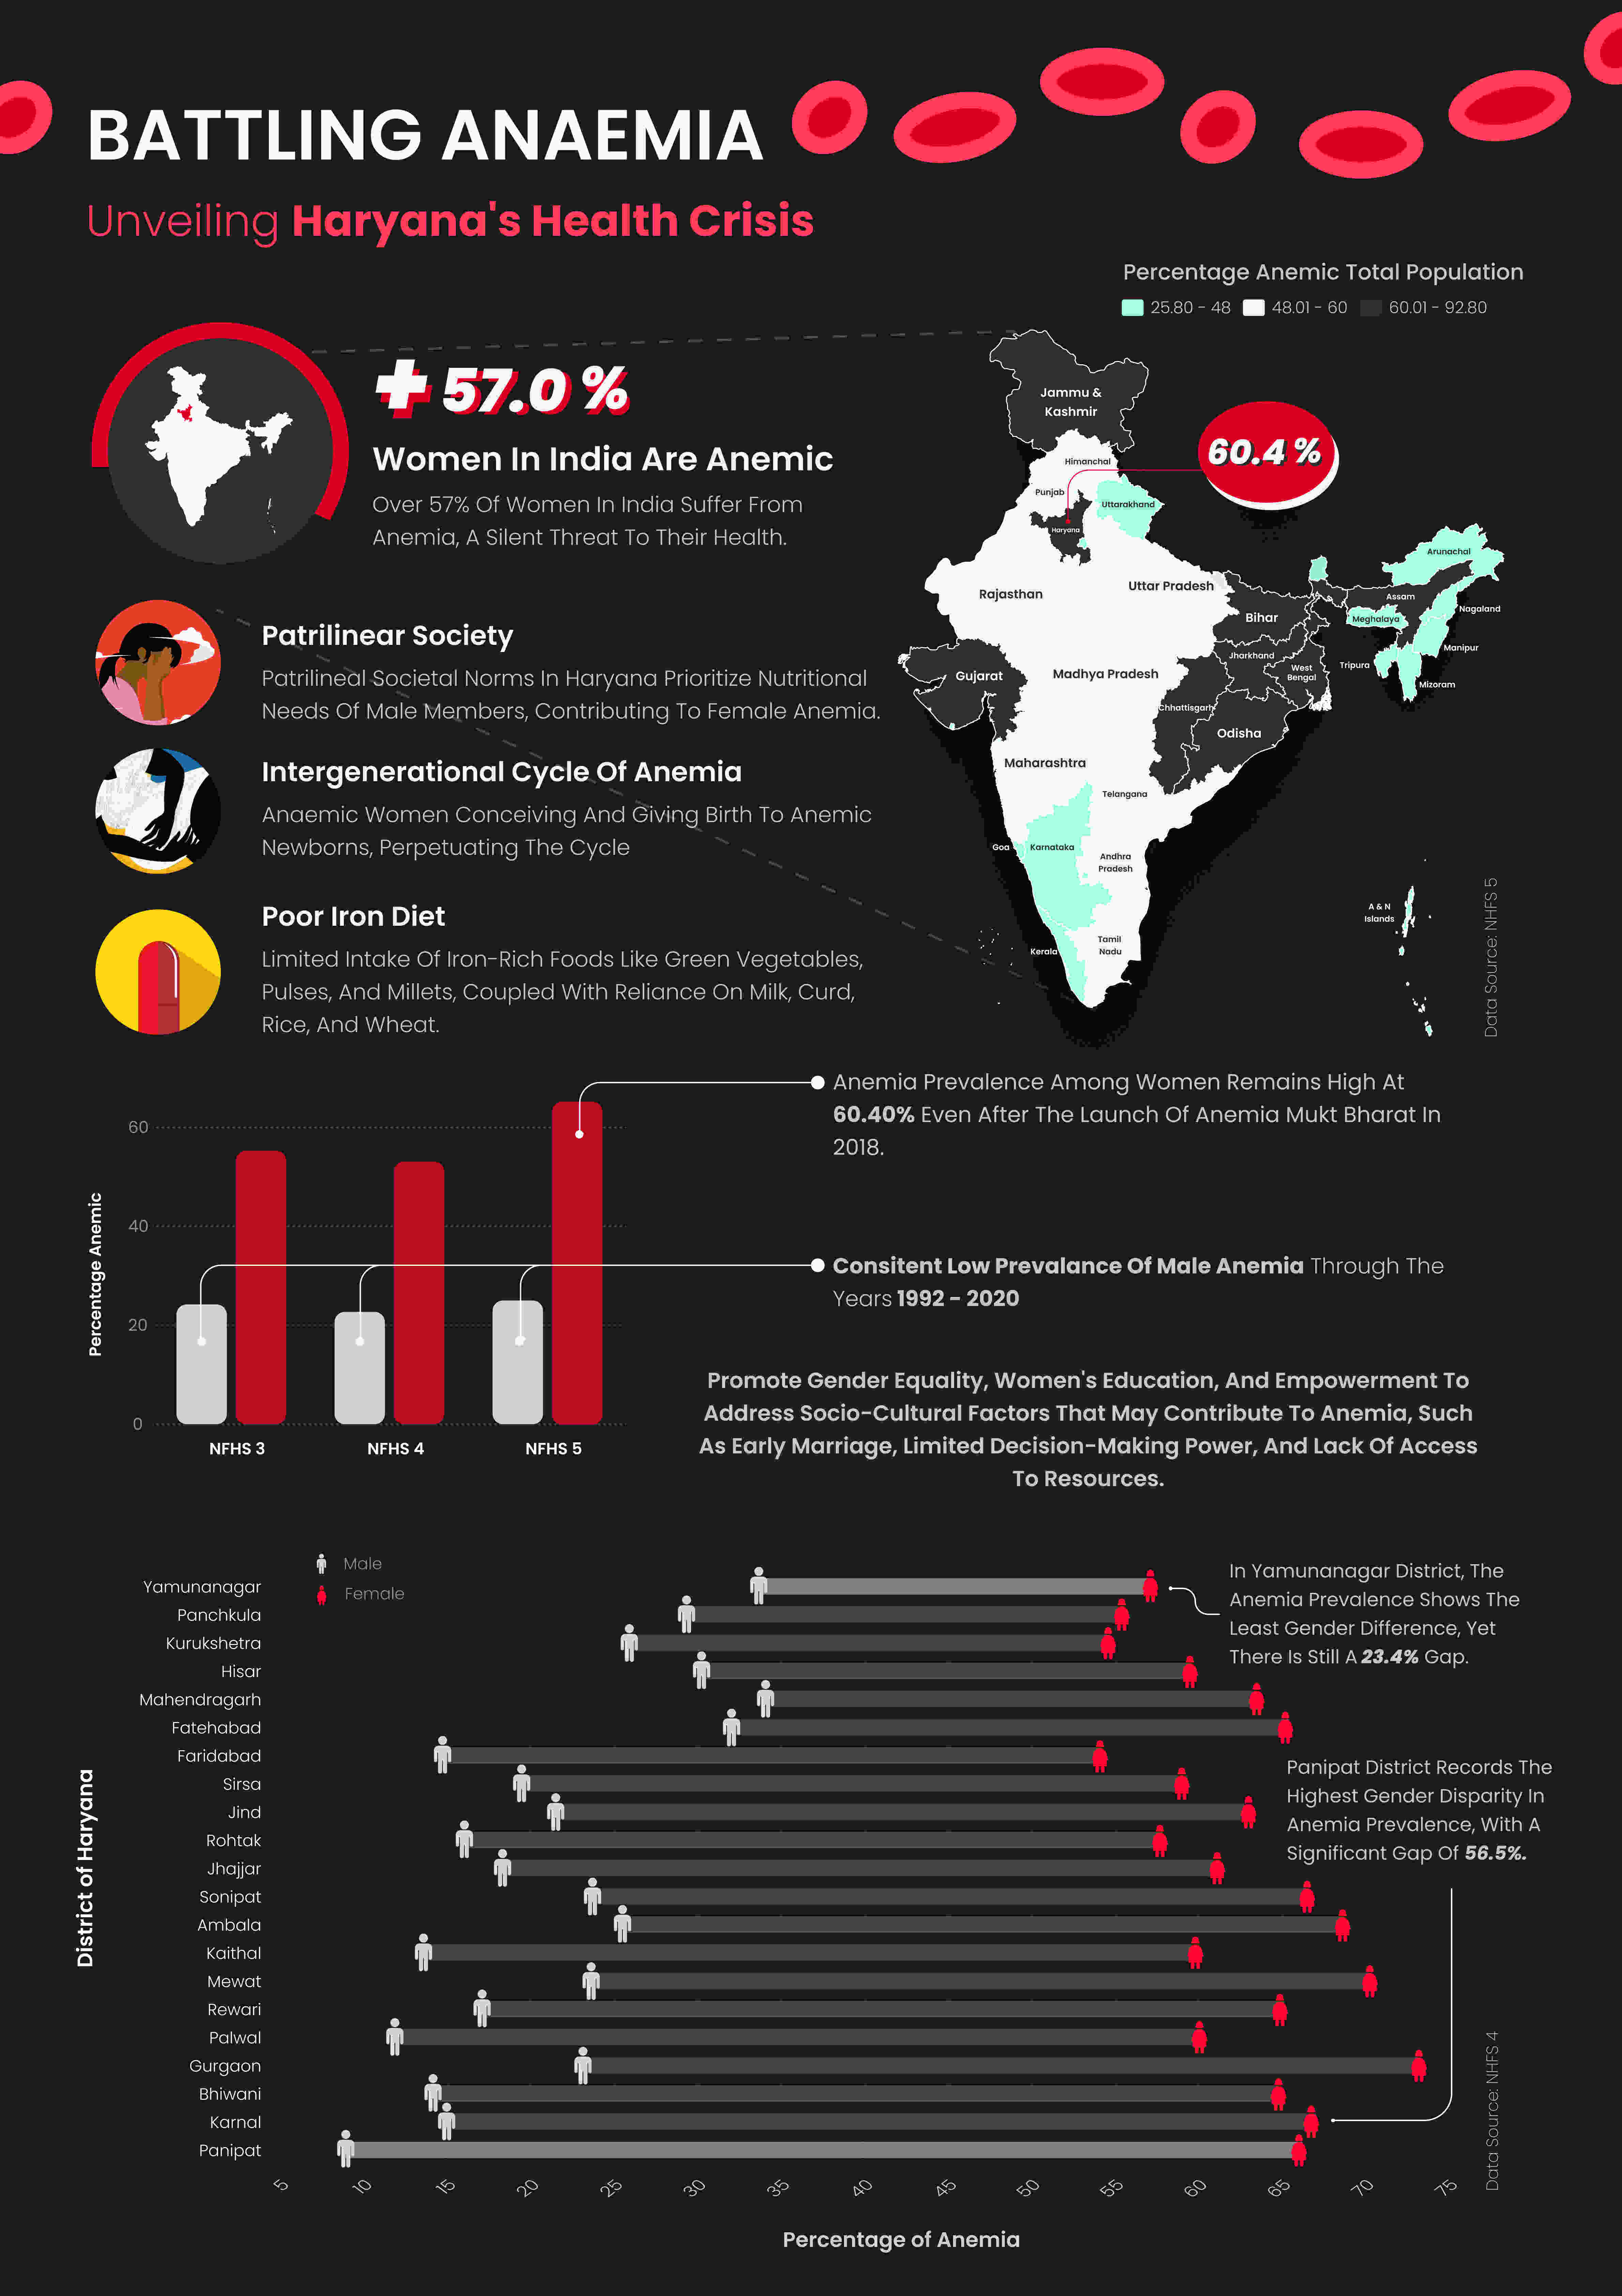 BATTLING ANAEMIA
Unveiling Haryana's Health Crisis
Percentage Anemic Total Population
25.80 - 48
48.01 - 60
60.01 - 92.80
+ 57.0 %
Women In India Are Anemic
Over 57% Of Women In India Suffer From
Anemia, A Silent Threat To Their Health.
Patrilinear Society
Patrilineal Societal Norms In Haryana Prioritize Nutritional
Needs Of Male Members, Contributing To Female Anemia.
Intergenerational Cycle Of Anemia
Anaemic Women Conceiving And Giving Birth To Anemic
Newborns, Perpetuating The Cycle
Poor Iron Diet
Limited Intake Of Iron-Rich Foods Like Green Vegetables,
Pulses, And Millets, Coupled With Reliance On Milk, Curd,
Rice, And Wheat.
Jammu &
Kashmir
60.4 %
Himanchal
Punjab
Uttarakhand
Haryana
Arunachal
Rajasthan
Uttar Pradesh
Assam
Nagaland
Bihar
Meghalaya
Manipur
Jharkhand
Tripura
West
Bengal
Gujarat
Madhya Pradesh
Mizoram
Chhattisgarh
Odisha
Maharashtra
Telangana
Goa
Karnataka
Andhra
Pradesh
A & N
Islands
Tamil
Nadu
Kerala
Data Source: NHFS 5
Anemia Prevalence Among Women Remains High At
60.40% Even After The Launch Of Anemia Mukt Bharat In
2018.
Percentage Anemic
60
40
20
0
NFHS 3
NFHS 4
NFHS 5
Consitent Low Prevalance Of Male Anemia Through The
Years 1992 - 2020
Promote Gender Equality, Women's Education, And Empowerment To
Address Socio-Cultural Factors That May Contribute To Anemia, Such
As Early Marriage, Limited Decision-Making Power, And Lack Of Access
To Resources.
Male
Female
District of Haryana
Yamunanagar
Panchkula
Kurukshetra
Hisar
Mahendragarh
Fatehabad
Faridabad
Sirsa
Jind
Rohtak
Jhajjar
Sonipat
Ambala
Kaithal
Mewat
Rewari
Palwal
Gurgaon
Bhiwani
Karnal
Panipat
In Yamunanagar District, The
Anemia Prevalence Shows The
Least Gender Difference, Yet
There Is Still A 23.4% Gap.
Panipat District Records The
Highest Gender Disparity In
Anemia Prevalence, With A
Significant Gap Of 56.5%.
Data Source: NHFS 4
5
10
15
20
25
30
35
40
45
50
55
60
65
70
75
Percentage of Anemia